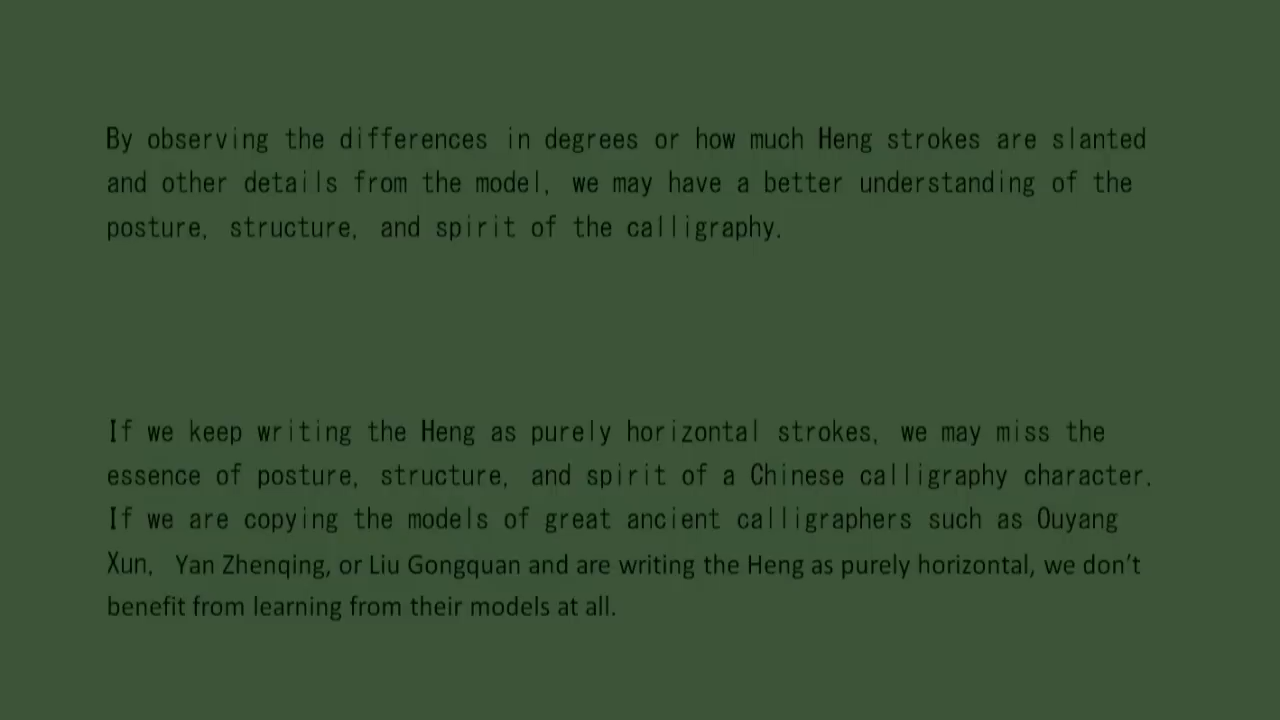 By observing the differences in degrees or how much Heng strokes are slanted
and other details from the model, we may have a better understanding of the
posture, structure, and spirit of the calligraphy.
If we keep writing the Heng as purely horizontal strokes, we may miss the
essence of posture, structure, and spirit of a Chinese calligraphy character.
If we are copying the models of great ancient calligraphers such as Ouyang
Xun, Yan Zhenqing, or Liu Gongquan and are writing the Heng as purely horizontal, we don’t
benefit from learning from their models at all.